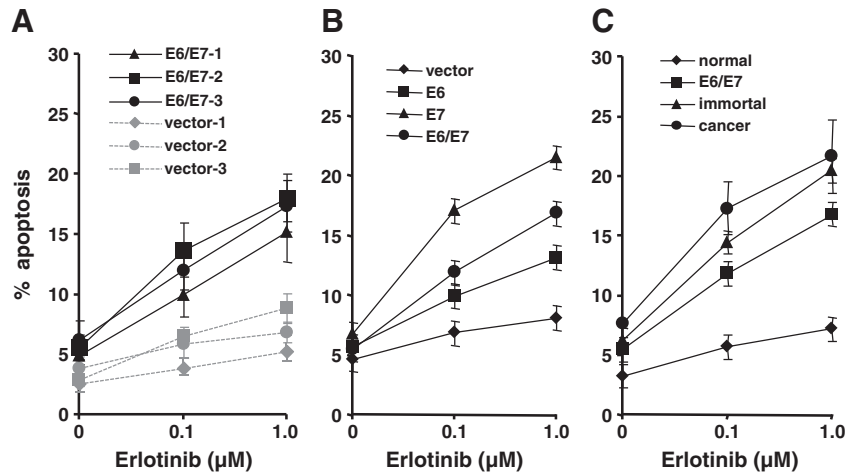 A
30
25
20
15
10
5
0
% apoptosis
E6/E7-1
E6/E7-2
E6/E7-3
vector-1
vector-2
vector-3
0 0.1 1.0
Erlotinib (µM)
B
30
25
20
15
10
5
0
vector
E6
E7
E6/E7
0 0.1 1.0
Erlotinib (µM)
C
30
25
20
15
10
5
0
normal
E6/E7
immortal
cancer
0 0.1 1.0
Erlotinib (µM)